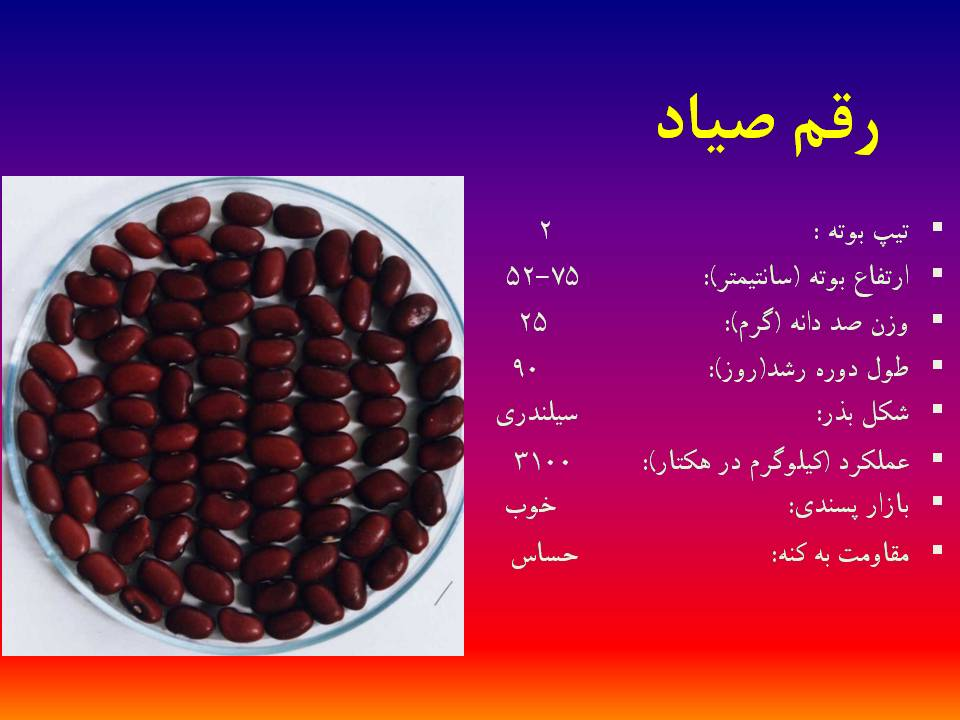 رقم صیاد
▪ تیپ بوته : ۲
▪ ارتفاع بوته (سانتیمتر): ۷۵-۵۲
▪ وزن صد دانه (گرم): ۲۵
▪ طول دوره رشد(روز): ۹۰
▪ شکل بذر: سیلندری
▪ عملکرد (کیلوگرم در هکتار): ۳۱۰۰
▪ بازار پسندی: خوب
▪ مقاومت به کنه: حساس